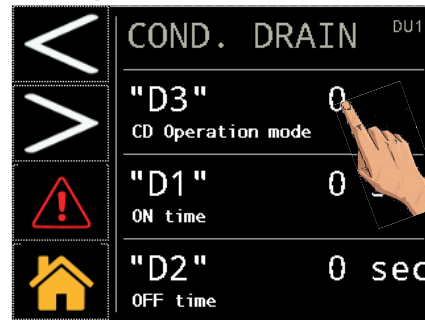 COND. DRAIN DU1
"D3" 0
CD Operation mode
"D1" 0
ON time
"D2" 0 sec
OFF time